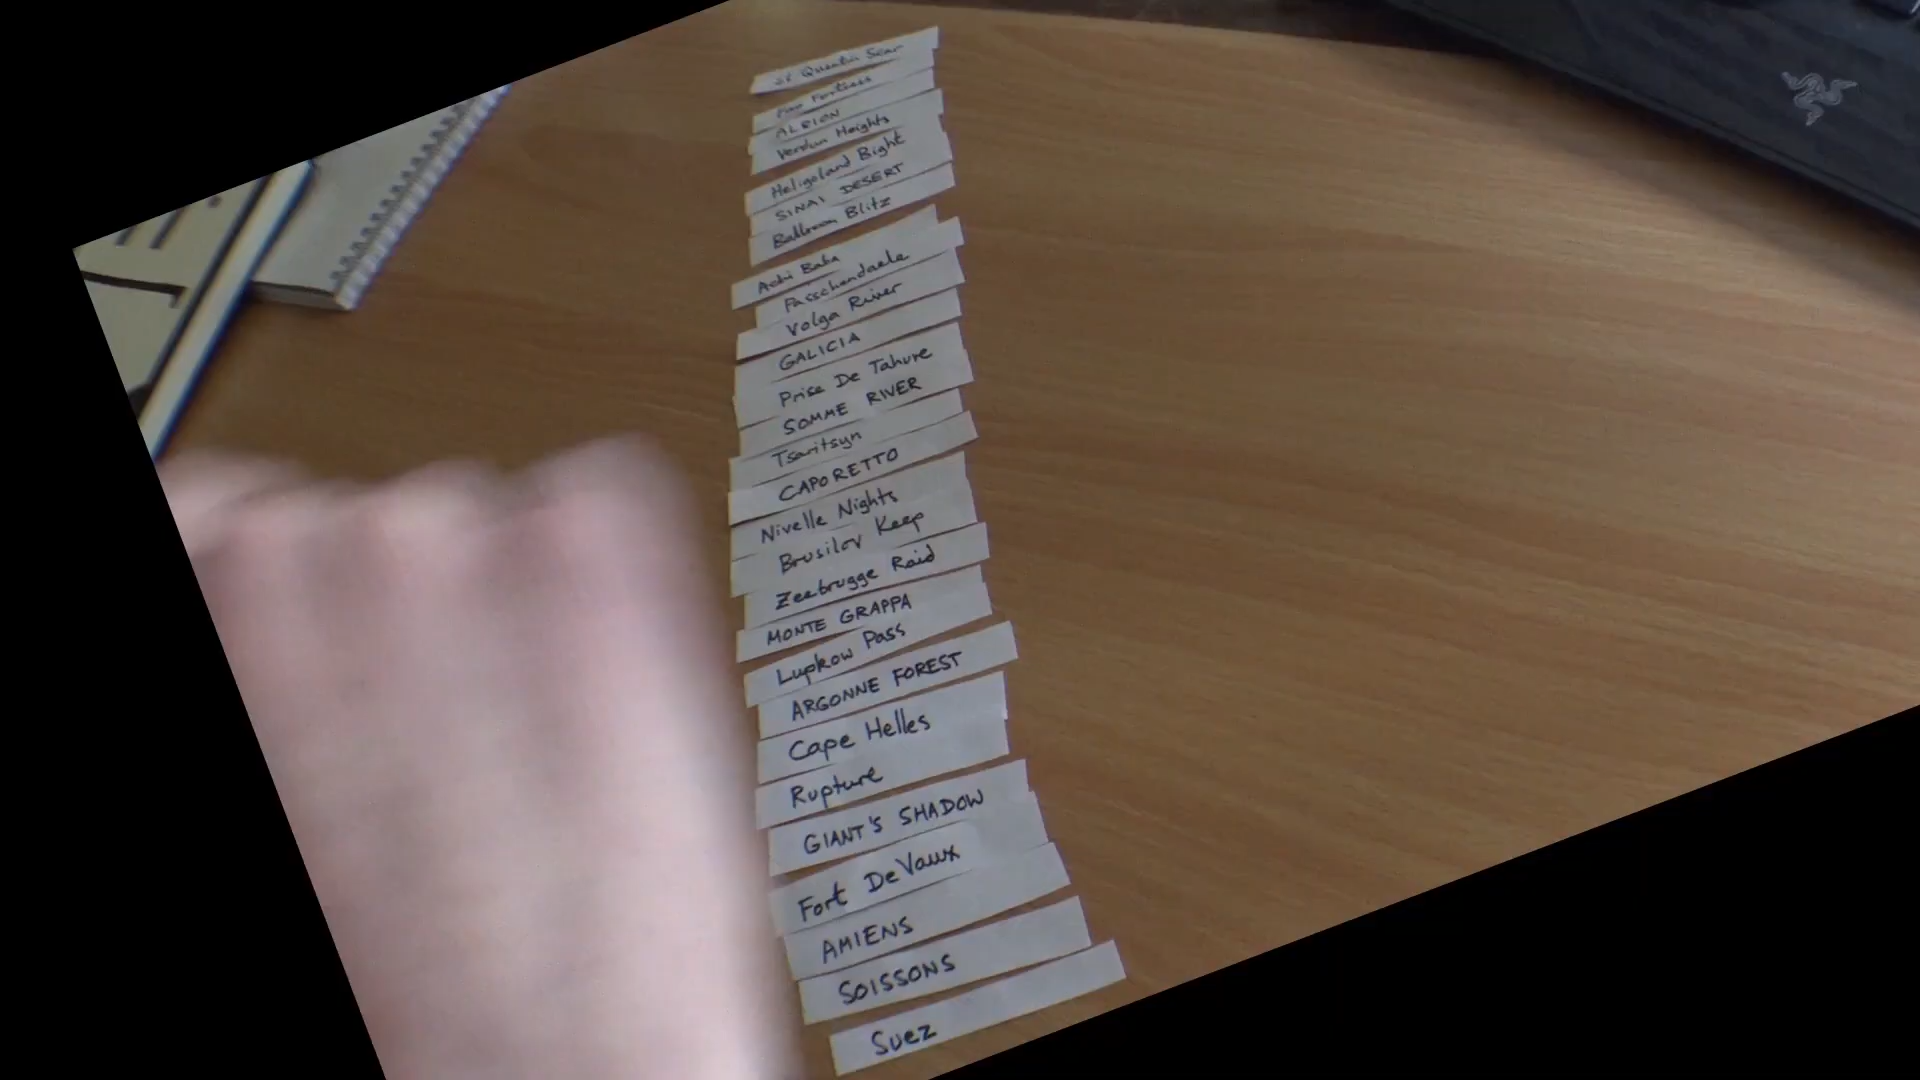 St Quentin Scar
Fao Fortress
ALBION
Verdun Heights
Heligoland Bight
SINAI DESERT
Ballroom Blitz
Achi Baba
Passchendaele
Volga River
GALICIA
Prise De Tahure
SOMME RIVER
Tsaritsyn
CAPORETTO
Nivelle Nights
Brusilov Keep
Zeebrugge Raid
MONTE GRAPPA
Lupkow Pass
ARGONNE FOREST
Cape Helles
Rupture
GIANT'S SHADOW
Fort De Vaux
AMIENS
SOISSONS
Suez